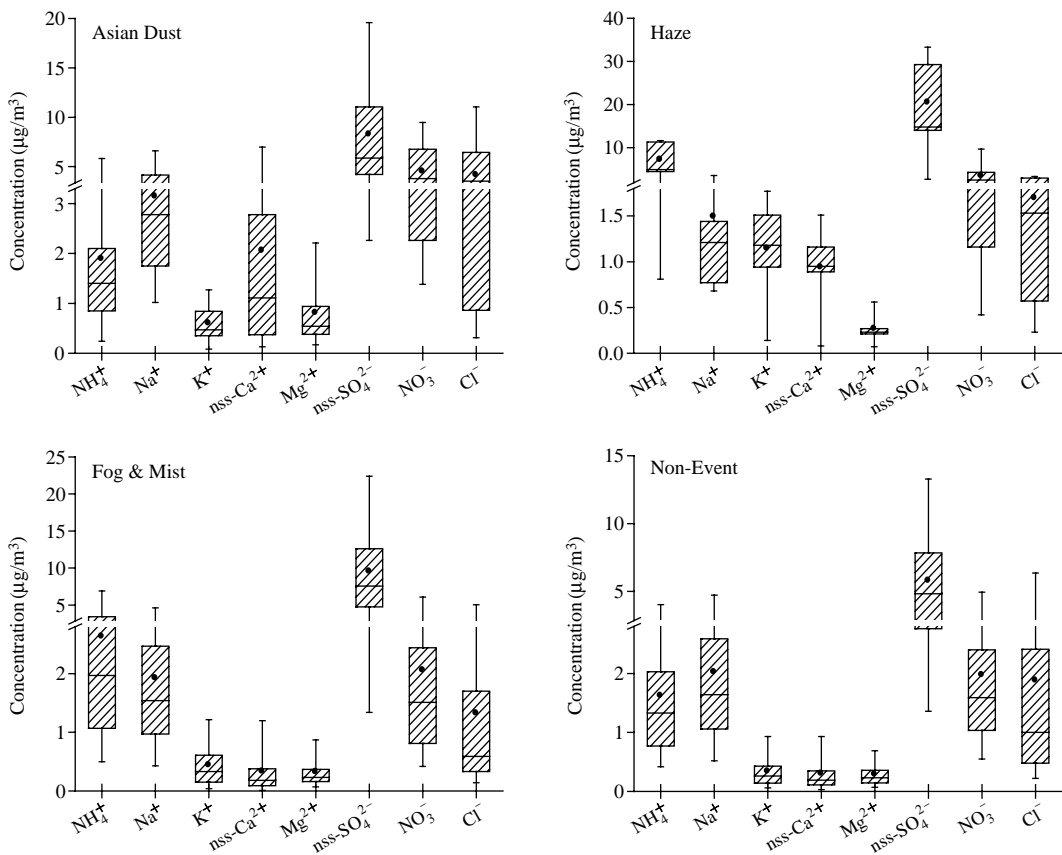 Asian Dust
Concentration (μg/m³)
20
15
10
5
3
2
1
0
NH₄⁺ Na⁺ K⁺ nss-Ca²⁺ Mg²⁺ nss-SO₄²⁻ NO₃⁻ Cl⁻
Haze
Concentration (μg/m³)
40
30
20
10
1.5
1.0
0.5
0.0
NH₄⁺ Na⁺ K⁺ nss-Ca²⁺ Mg²⁺ nss-SO₄²⁻ NO₃⁻ Cl⁻
Fog & Mist
Concentration (μg/m³)
25
20
15
10
5
2
1
0
NH₄⁺ Na⁺ K⁺ nss-Ca²⁺ Mg²⁺ nss-SO₄²⁻ NO₃⁻ Cl⁻
Non-Event
Concentration (μg/m³)
15
10
5
2
1
0
NH₄⁺ Na⁺ K⁺ nss-Ca²⁺ Mg²⁺ nss-SO₄²⁻ NO₃⁻ Cl⁻